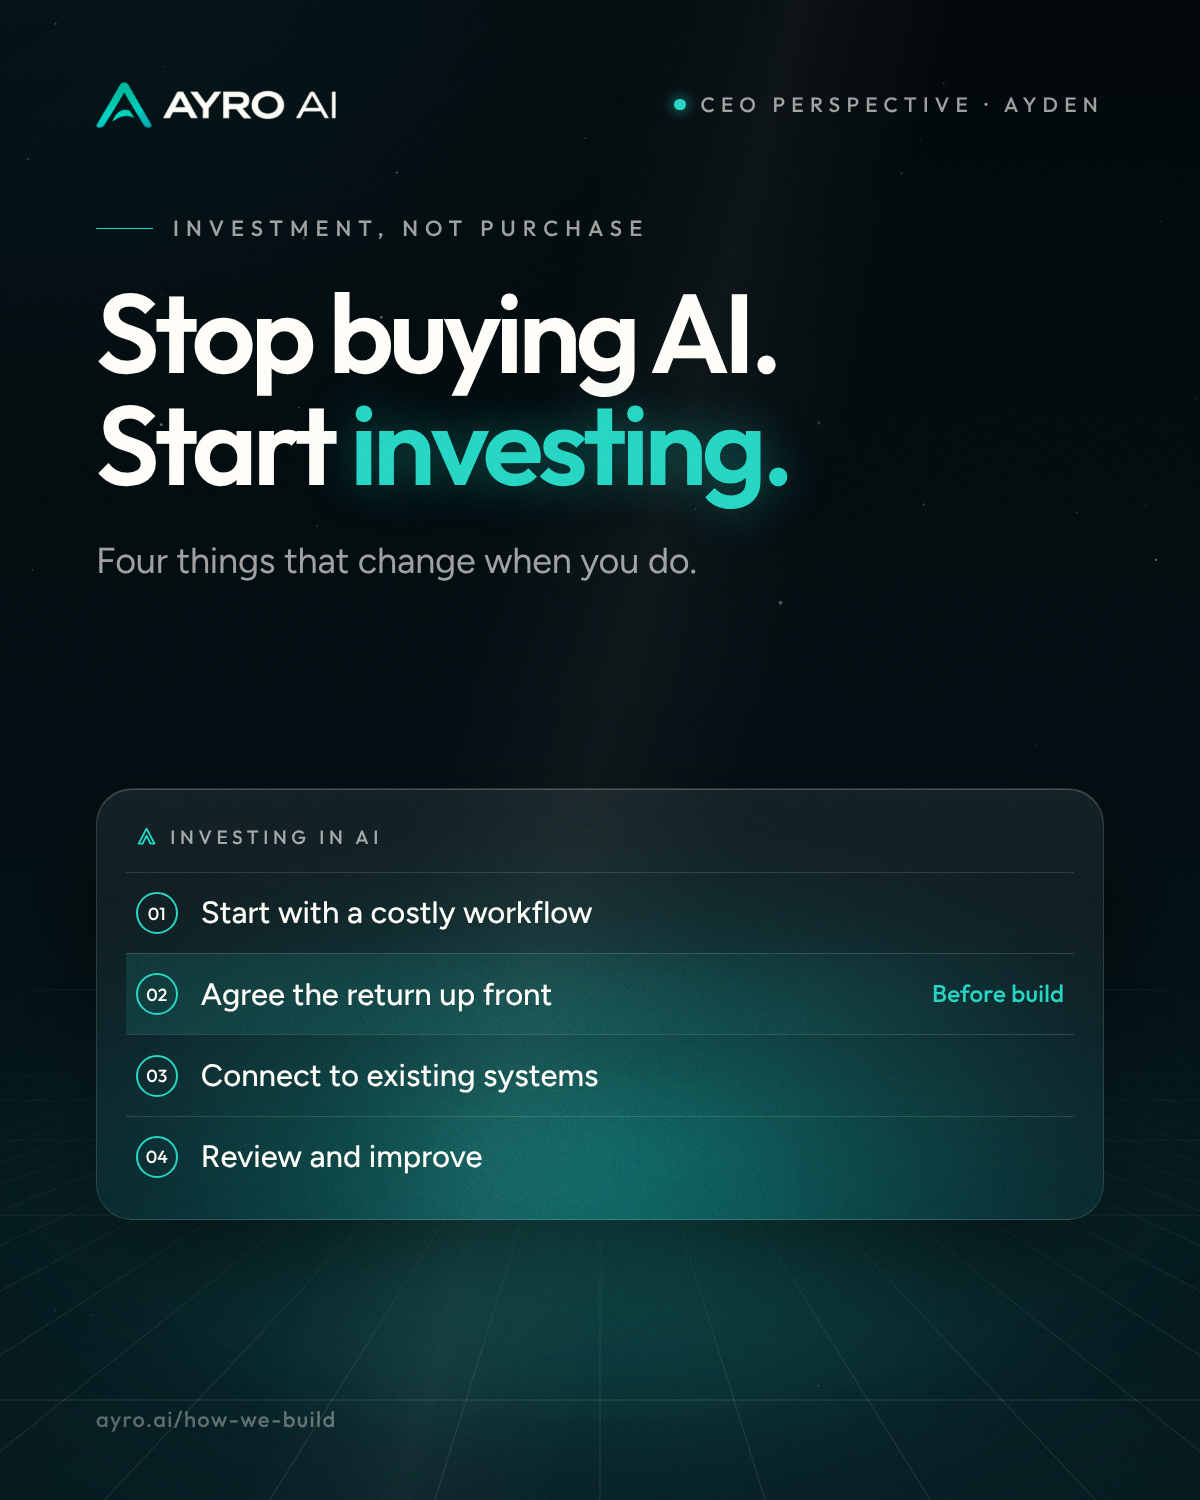 AYRO AI
CEO PERSPECTIVE · AYDEN
INVESTMENT, NOT PURCHASE
Stop buying AI.
Start investing.
Four things that change when you do.
INVESTING IN AI
01 Start with a costly workflow
02 Agree the return up front Before build
03 Connect to existing systems
04 Review and improve
ayro.ai/how-we-build